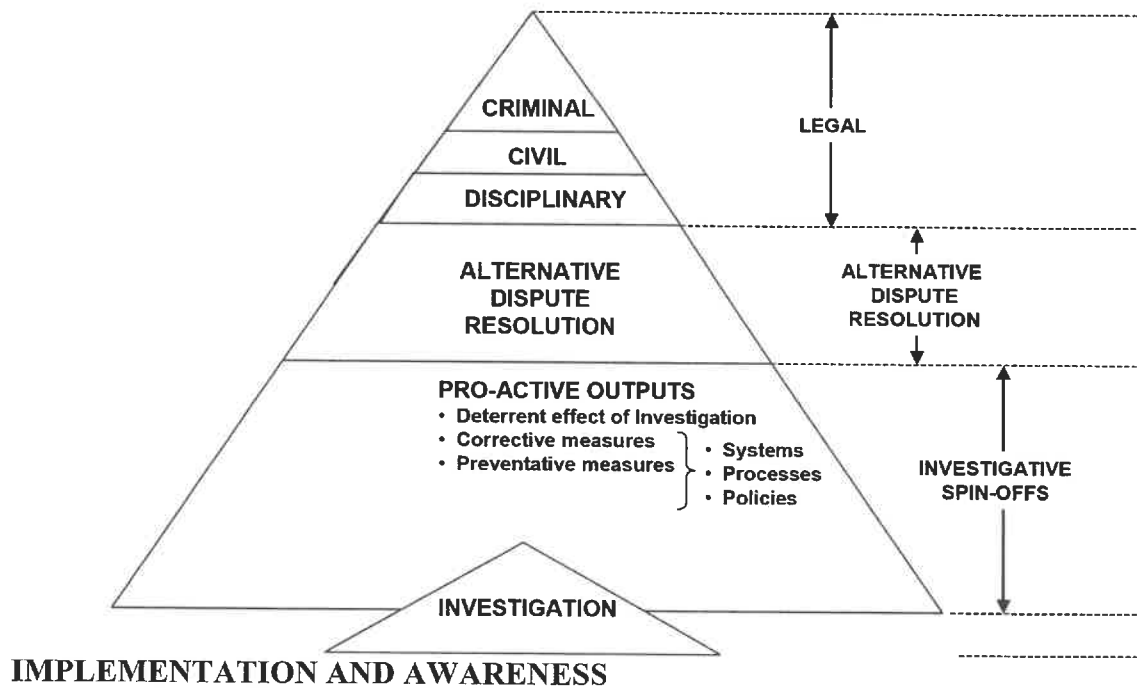 CRIMINAL
CIVIL
DISCIPLINARY
LEGAL
ALTERNATIVE
DISPUTE
RESOLUTION
ALTERNATIVE
DISPUTE
RESOLUTION
PRO-ACTIVE OUTPUTS
• Deterrent effect of Investigation
• Corrective measures
• Preventative measures
• Systems
• Processes
• Policies
INVESTIGATIVE
SPIN-OFFS
INVESTIGATION
IMPLEMENTATION AND AWARENESS